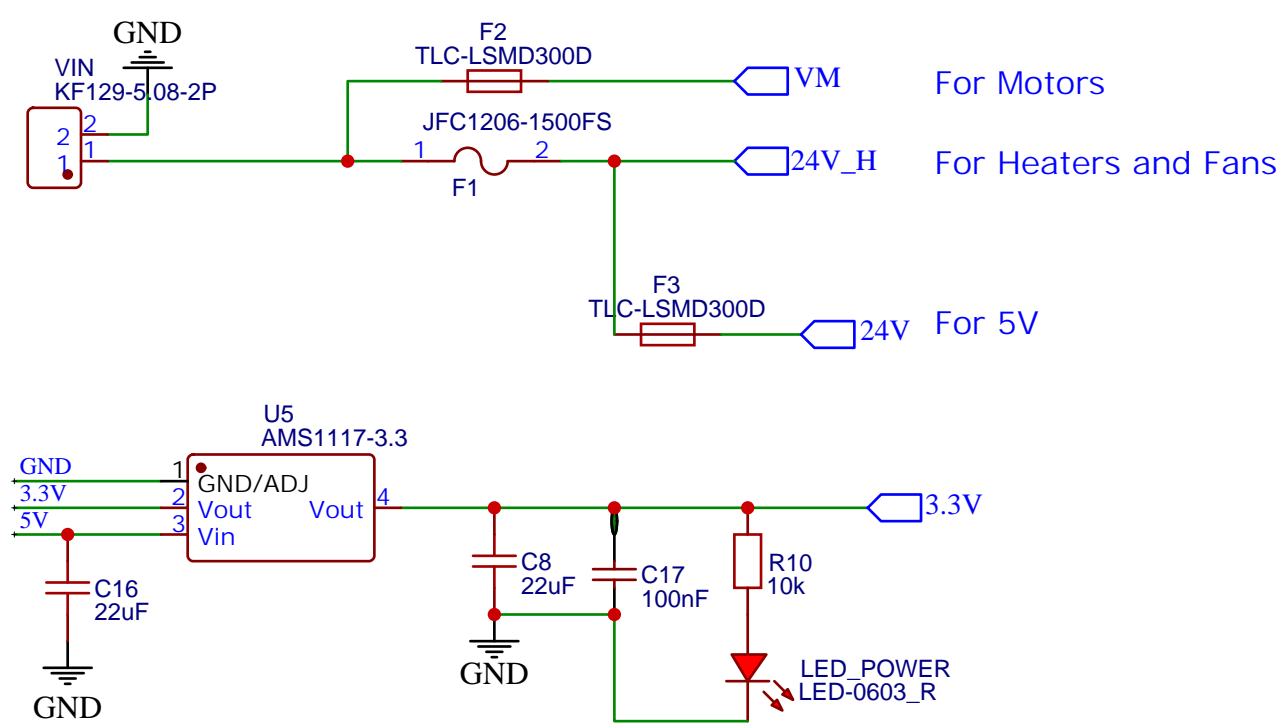 GND
VIN
KF129-5.08-2P
2
2
1
1
F2
TLC-LSMD300D
VM
For Motors
JFC1206-1500FS
1
2
F1
24V_H
For Heaters and Fans
F3
TLC-LSMD300D
24V
For 5V
U5
AMS1117-3.3
GND
1
GND/ADJ
3.3V
2
Vout
Vout
4
3.3V
5V
3
Vin
C16
22uF
GND
C8
22uF
GND
C17
100nF
R10
10k
LED_POWER
LED-0603_R